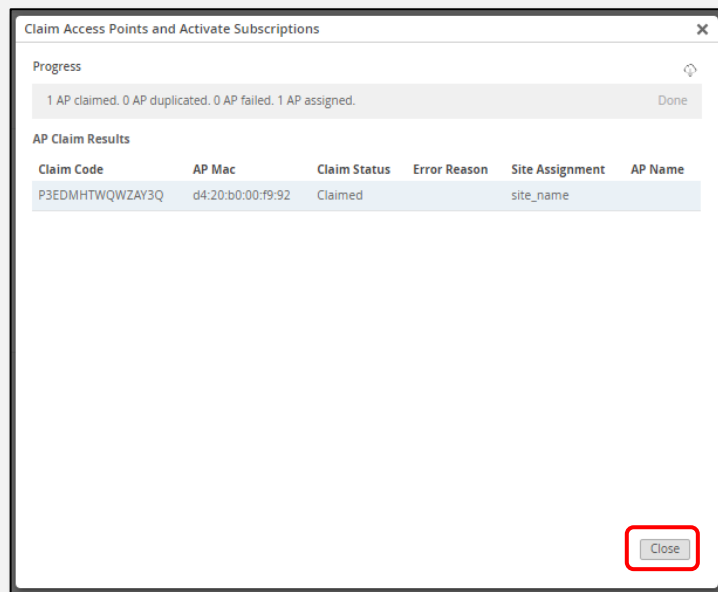 Claim Access Points and Activate Subscriptions
Progress
1 AP claimed. 0 AP duplicated. 0 AP failed. 1 AP assigned. Done
AP Claim Results
Claim Code AP Mac Claim Status Error Reason Site Assignment AP Name
P3EDMHTWQWZAY3Q d4:20:b0:00:f9:92 Claimed site_name
Close